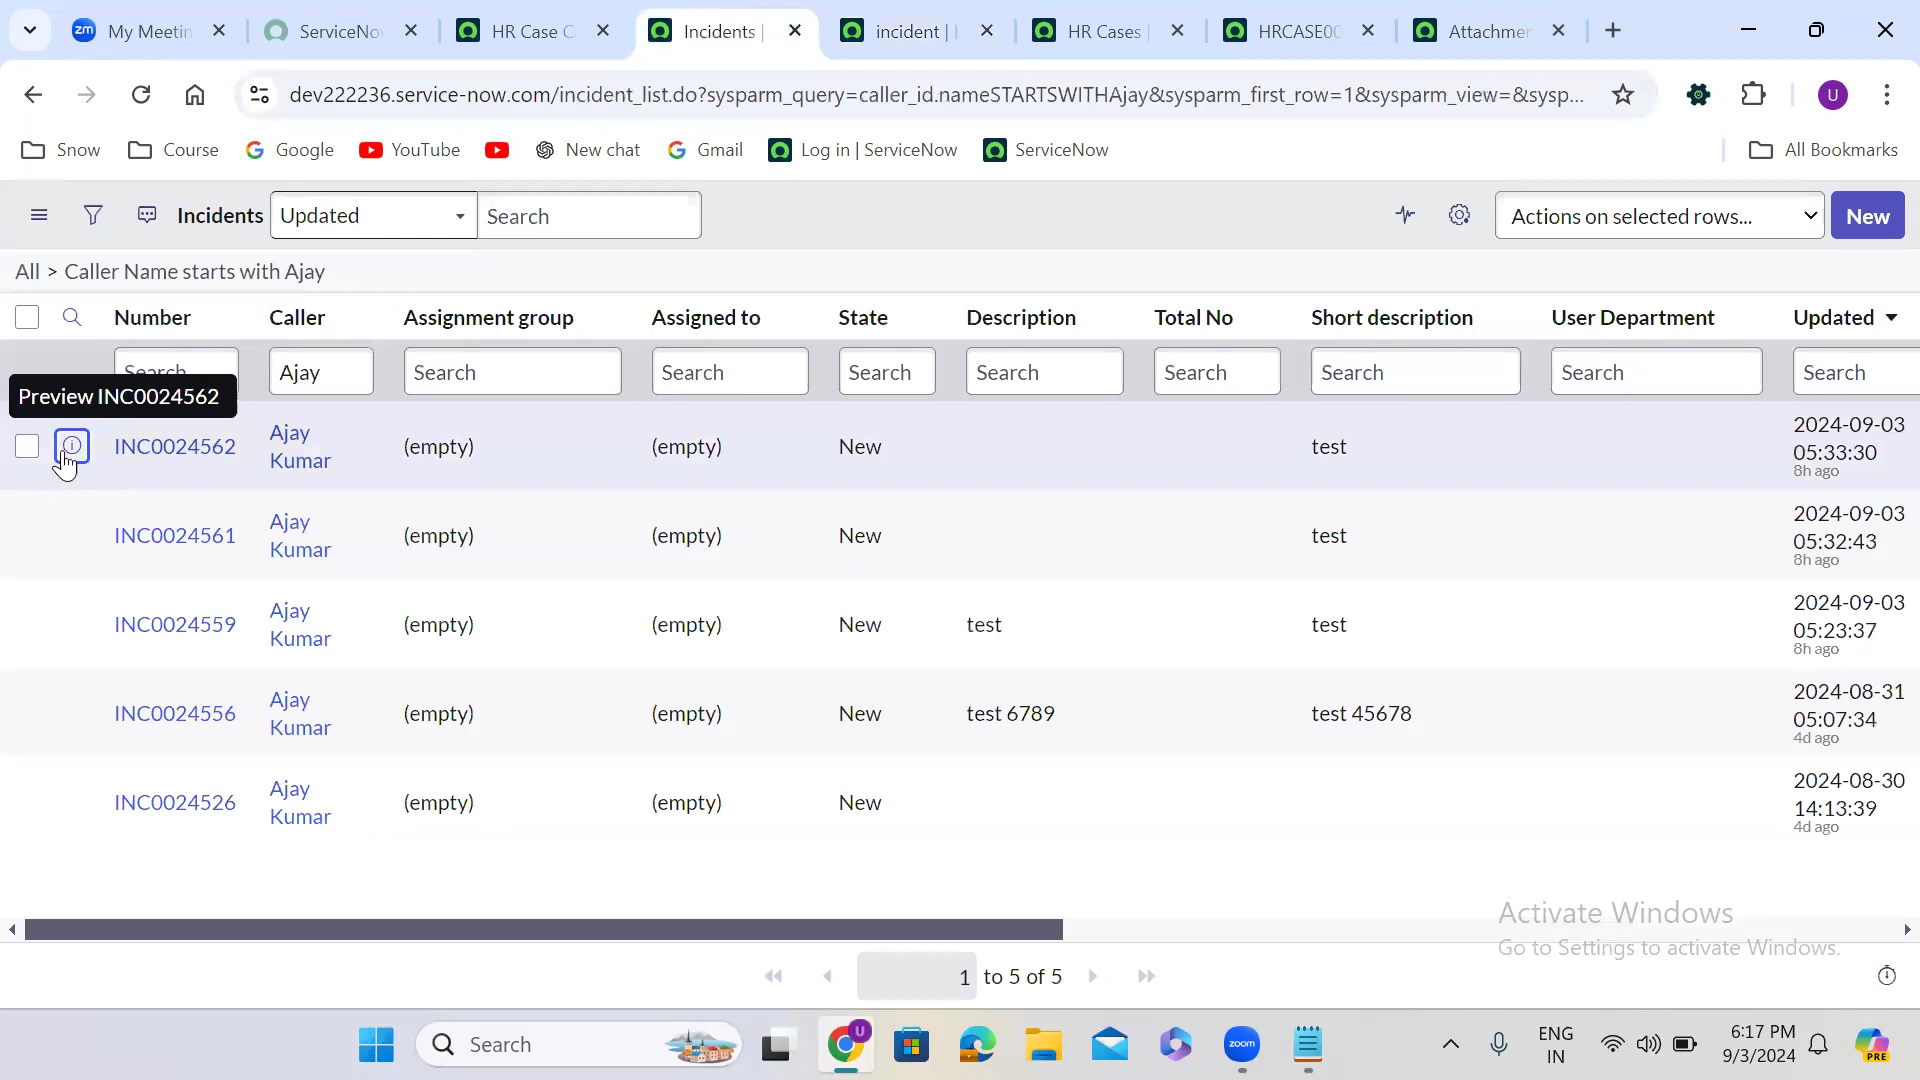 My Meetin
ServiceNo
HR Case C
Incidents |
incident |
HR Cases |
HRCASE00
Attachmen
dev222236.service-now.com/incident_list.do?sysparm_query=caller_id.nameSTARTSWITHAjay&sysparm_first_row=1&sysparm_view=&sysp...
U
Snow
Course
Google
YouTube
New chat
Gmail
Log in | ServiceNow
ServiceNow
All Bookmarks
Incidents
Updated
Search
Actions on selected rows...
New
All > Caller Name starts with Ajay
Number Caller Assignment group Assigned to State Description Total No Short description User Department Updated
Search Ajay Search Search Search Search Search Search Search Search
Preview INC0024562
INC0024562 Ajay Kumar (empty) (empty) New test 2024-09-03 05:33:30 8h ago
INC0024561 Ajay Kumar (empty) (empty) New test 2024-09-03 05:32:43 8h ago
INC0024559 Ajay Kumar (empty) (empty) New test test 2024-09-03 05:23:37 8h ago
INC0024556 Ajay Kumar (empty) (empty) New test 6789 test 45678 2024-08-31 05:07:34 4d ago
INC0024526 Ajay Kumar (empty) (empty) New 2024-08-30 14:13:39 4d ago
Activate Windows
Go to Settings to activate Windows.
1 to 5 of 5
Search
U
zoom
ENG
IN
6:17 PM
9/3/2024
PRE